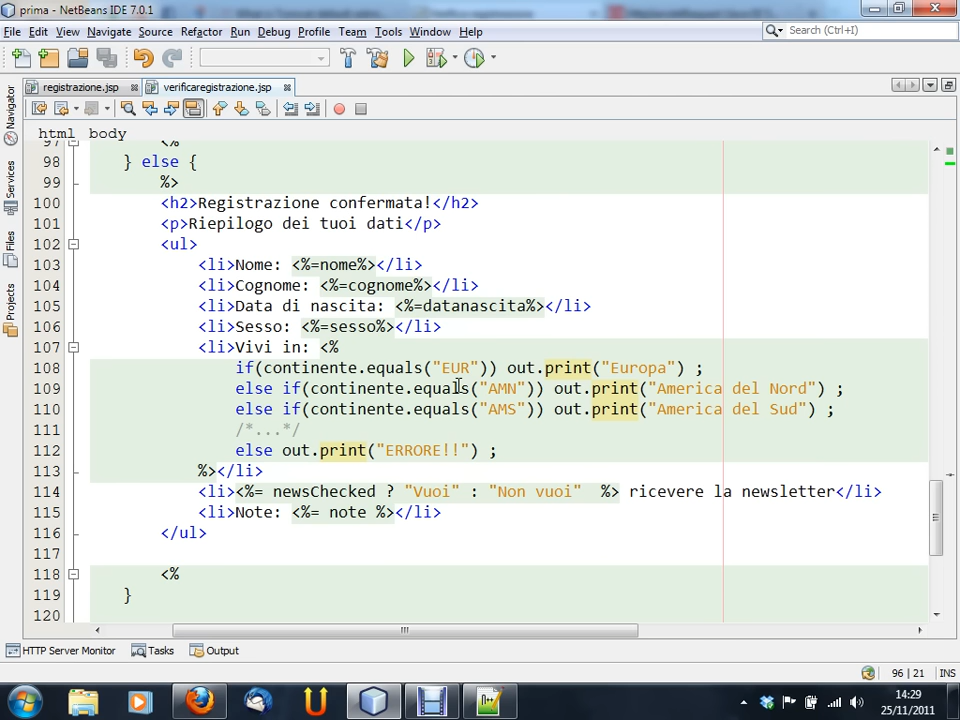 prima - NetBeans IDE 7.0.1
File Edit View Navigate Source Refactor Run Debug Profile Team Tools Window Help
Search (Ctrl+I)
registrazione.jsp
verificaregistrazione.jsp
html body
Navigator
Services
Files
Projects
97 <%
98 } else {
99 %>
100 <h2>Registrazione confermata!</h2>
101 <p>Riepilogo dei tuoi dati</p>
102 <ul>
103 <li>Nome: <%=nome%></li>
104 <li>Cognome: <%=cognome%></li>
105 <li>Data di nascita: <%=datanascita%></li>
106 <li>Sesso: <%=sesso%></li>
107 <li>Vivi in: <%
108 if(continente.equals("EUR")) out.print("Europa") ;
109 else if(continente.equals("AMN")) out.print("America del Nord") ;
110 else if(continente.equals("AMS")) out.print("America del Sud") ;
111 /*...*/
112 else out.print("ERRORE!!") ;
113 %></li>
114 <li><%= newsChecked ? "Vuoi" : "Non vuoi" %> ricevere la newsletter</li>
115 <li>Note: <%= note %></li>
116 </ul>
117
118 <%
119 }
120
HTTP Server Monitor Tasks Output
96 | 21 INS
14:29
25/11/2011